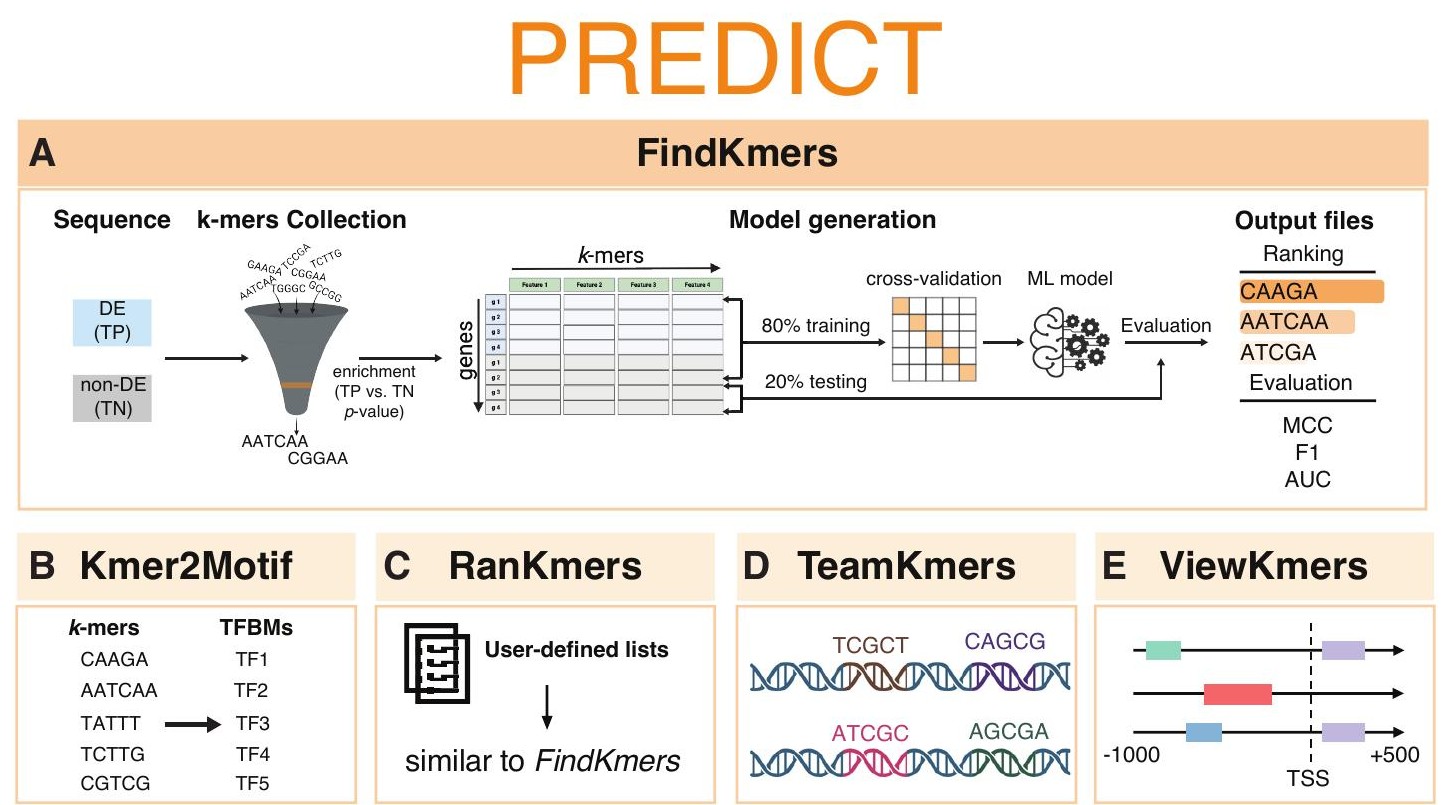 PREDICT
A FindKmers
Sequence
k-mers Collection
Model generation
Output files
DE
(TP)
non-DE
(TN)
GAAGA
TCCGA
TCTTG
CGGAA
AATCAA
TGGGC
GCCGG
AATCAA
CGGAA
enrichment
(TP vs. TN
p-value)
k-mers
genes
Feature 1 Feature 2 Feature 3 Feature 4
g 1
g 2
g 3
g 4
g 1
g 2
g 3
g 4
80% training
20% testing
cross-validation
ML model
Evaluation
Ranking
CAAGA
AATCAA
ATCGA
Evaluation
MCC
F1
AUC
B Kmer2Motif
k-mers TFBMs
CAAGA TF1
AATCAA TF2
TATTT TF3
TCTTG TF4
CGTCG TF5
C RanKmers
User-defined lists
similar to FindKmers
D TeamKmers
TCGCT CAGCG
ATCGC AGCGA
E ViewKmers
-1000 +500
TSS